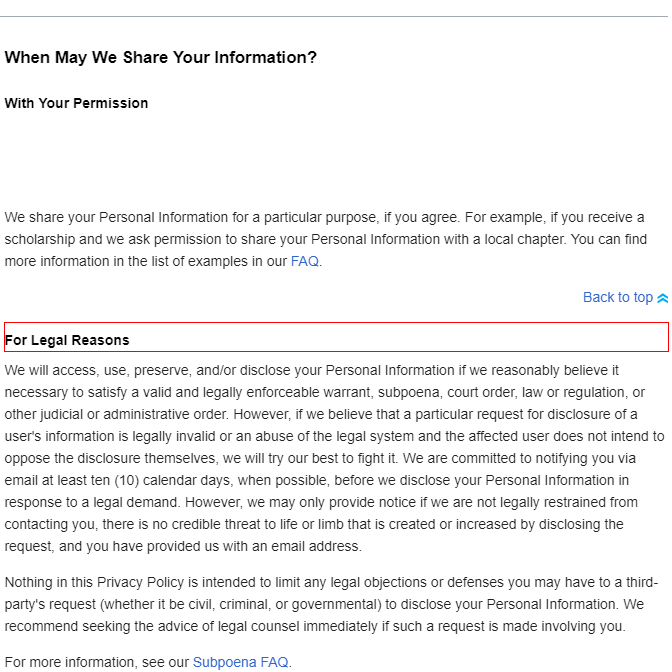 When May We Share Your Information?
With Your Permission
We share your Personal Information for a particular purpose, if you agree. For example, if you receive a
scholarship and we ask permission to share your Personal Information with a local chapter. You can find
more information in the list of examples in our FAQ.
Back to top
For Legal Reasons
We will access, use, preserve, and/or disclose your Personal Information if we reasonably believe it
necessary to satisfy a valid and legally enforceable warrant, subpoena, court order, law or regulation, or
other judicial or administrative order. However, if we believe that a particular request for disclosure of a
user's information is legally invalid or an abuse of the legal system and the affected user does not intend to
oppose the disclosure themselves, we will try our best to fight it. We are committed to notifying you via
email at least ten (10) calendar days, when possible, before we disclose your Personal Information in
response to a legal demand. However, we may only provide notice if we are not legally restrained from
contacting you, there is no credible threat to life or limb that is created or increased by disclosing the
request, and you have provided us with an email address.
Nothing in this Privacy Policy is intended to limit any legal objections or defenses you may have to a third-
party's request (whether it be civil, criminal, or governmental) to disclose your Personal Information. We
recommend seeking the advice of legal counsel immediately if such a request is made involving you.
For more information, see our Subpoena FAQ.